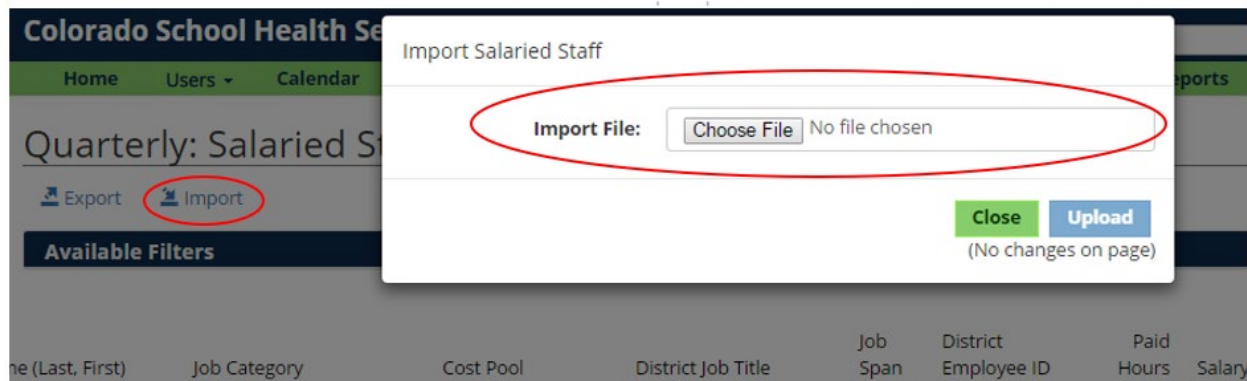 Colorado School Health Se
Home Users Calendar
Quarterly: Salaried St
Export Import
Available Filters
Import Salaried Staff
Import File: Choose File No file chosen
Close Upload
(No changes on page)
eports
Job District Paid
ne (Last, First) Job Category Cost Pool District Job Title Span Employee ID Hours Salary